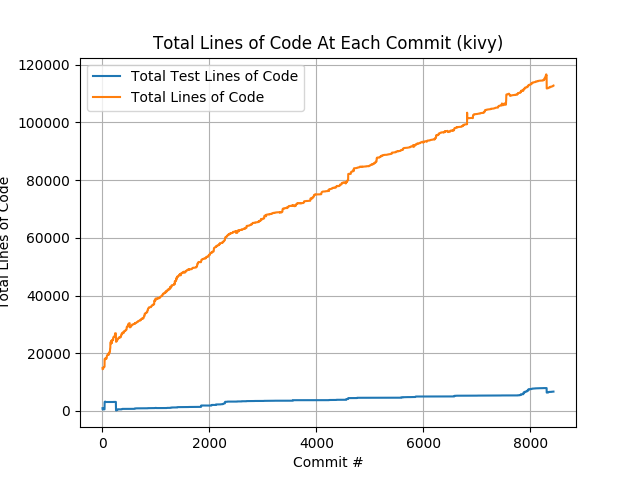 Total Lines of Code At Each Commit (kivy)
Total Test Lines of Code
Total Lines of Code
120000
100000
80000
60000
40000
20000
0
Total Lines of Code
0 2000 4000 6000 8000
Commit #